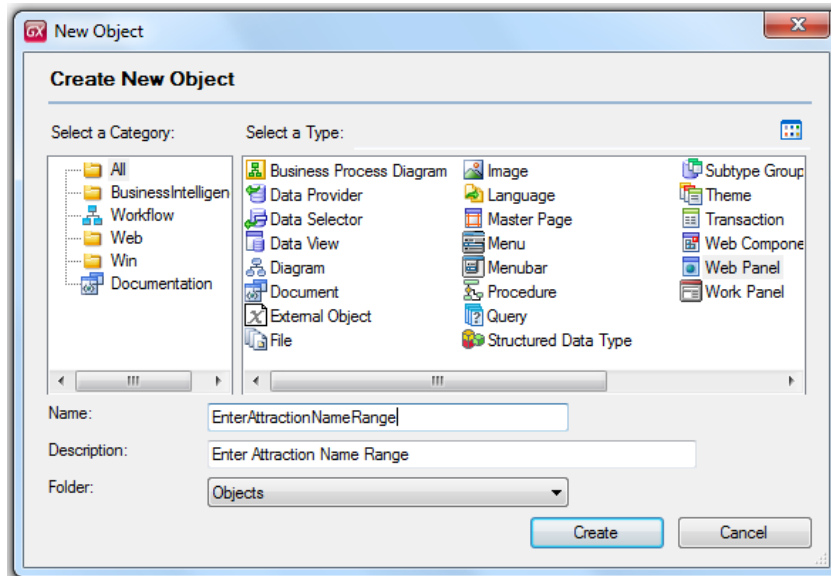 GX New Object
Create New Object
Select a Category:
Select a Type:
All
BusinessIntelligen
Workflow
Web
Win
Documentation
Business Process Diagram
Data Provider
Data Selector
Data View
Diagram
Document
External Object
File
Image
Language
Master Page
Menu
Menubar
Procedure
Query
Structured Data Type
Subtype Group
Theme
Transaction
Web Compone
Web Panel
Work Panel
Name: EnterAttractionNameRange
Description: Enter Attraction Name Range
Folder: Objects
Create Cancel